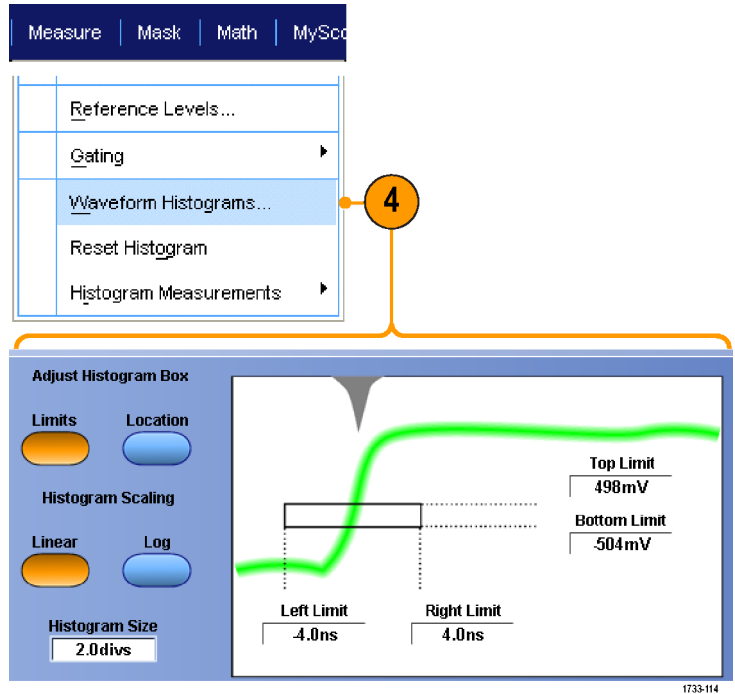 Measure Mask Math MySco
Reference Levels...
Gating
Waveform Histograms...
4
Reset Histogram
Histogram Measurements
Adjust Histogram Box
Limits Location
Histogram Scaling
Linear Log
Histogram Size
2.0divs
Top Limit
498mV
Bottom Limit
-504mV
Left Limit Right Limit
-4.0ns 4.0ns
1733-114